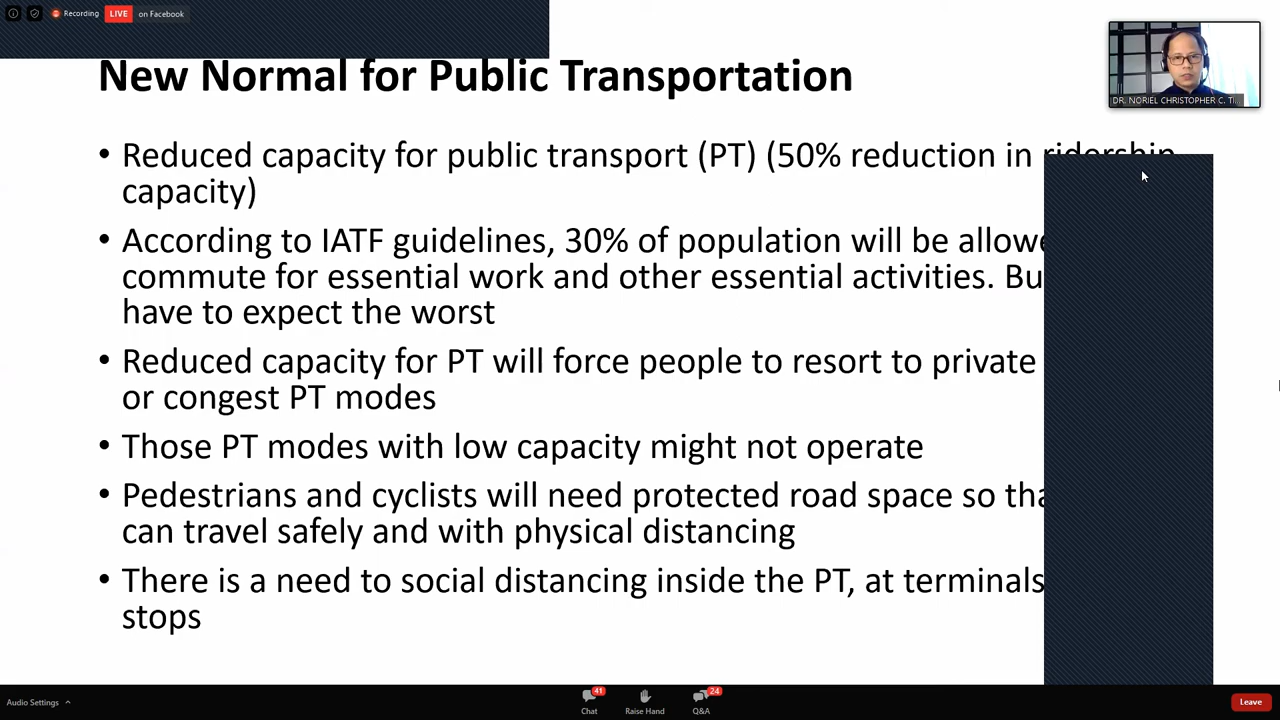 Recording LIVE on Facebook
New Normal for Public Transportation
DR. NORIEL CHRISTOPHER C. TI...
• Reduced capacity for public transport (PT) (50% reduction in ridership
capacity)
• According to IATF guidelines, 30% of population will be
commute for essential work and other essential activities.
have to expect the worst
• Reduced capacity for PT will force people to resort to private
or congest PT modes
• Those PT modes with low capacity might not operate
• Pedestrians and cyclists will need protected road space so
can travel safely and with physical distancing
• There is a need to social distancing inside the PT, at terminals
stops
Audio Settings
41
Chat
Raise Hand
24
Q&A
Leave